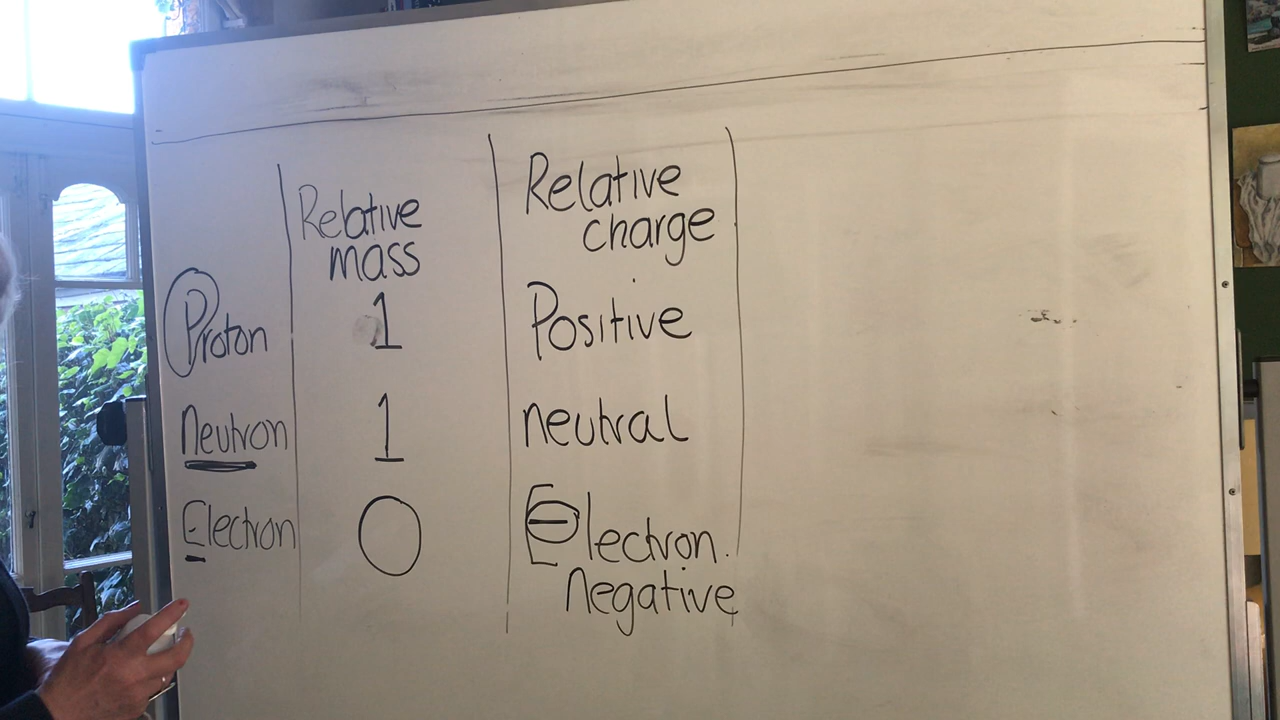 Relative mass
Relative charge
Proton 1 Positive
Neutron 1 neutral
Electron 0 Electron.
negative